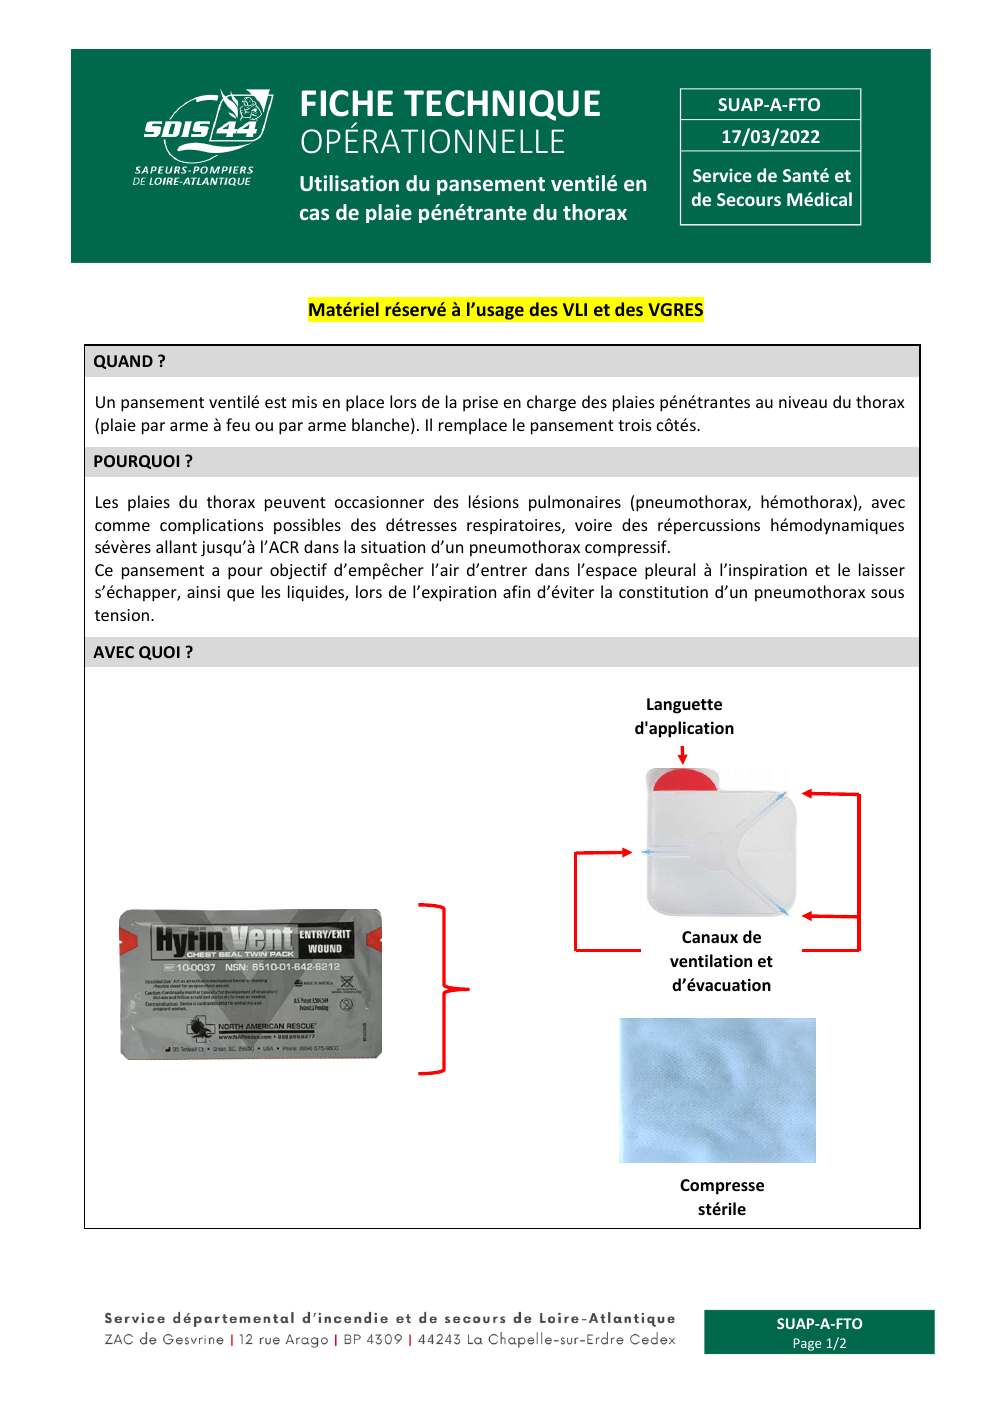 SDIS 44
SAPEURS-POMPIERS
DE LOIRE-ATLANTIQUE
FICHE TECHNIQUE
OPÉRATIONNELLE
Utilisation du pansement ventilé en
cas de plaie pénétrante du thorax
SUAP-A-FTO
17/03/2022
Service de Santé et
de Secours Médical
Matériel réservé à l’usage des VLI et des VGRES
QUAND ?
Un pansement ventilé est mis en place lors de la prise en charge des plaies pénétrantes au niveau du thorax
(plaie par arme à feu ou par arme blanche). Il remplace le pansement trois côtés.
POURQUOI ?
Les plaies du thorax peuvent occasionner des lésions pulmonaires (pneumothorax, hémothorax), avec
comme complications possibles des détresses respiratoires, voire des répercussions hémodynamiques
sévères allant jusqu’à l’ACR dans la situation d’un pneumothorax compressif.
Ce pansement a pour objectif d’empêcher l’air d’entrer dans l’espace pleural à l’inspiration et le laisser
s’échapper, ainsi que les liquides, lors de l’expiration afin d’éviter la constitution d’un pneumothorax sous
tension.
AVEC QUOI ?
Languette
d'application
HyFin Vent
ENTRY/EXIT
WOUND
CHEST SEAL TWIN PACK
REF 10-0037 NSN: 6510-01-642-6212
NORTH AMERICAN RESCUE
www.NARescue.com • 888.689.6277
Canaux de
ventilation et
d’évacuation
Compresse
stérile
Service départemental d’incendie et de secours de Loire-Atlantique
ZAC de Gesvrine | 12 rue Arago | BP 4309 | 44243 La Chapelle-sur-Erdre Cedex
SUAP-A-FTO
Page 1/2